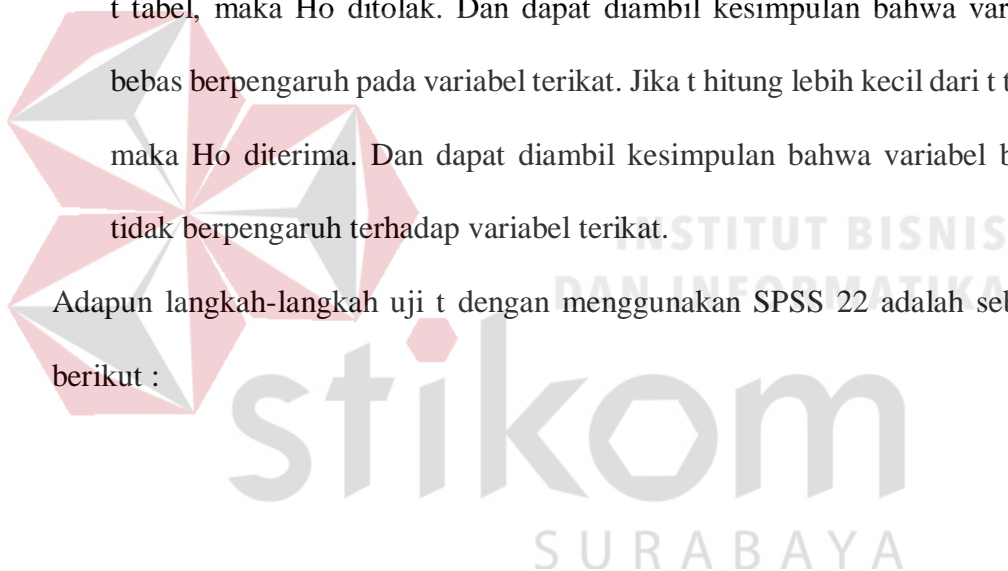 t tabel, maka Ho ditolak. Dan dapat diambil kesimpulan bahwa var
bebas berpengaruh pada variabel terikat. Jika t hitung lebih kecil dari t t
maka Ho diterima. Dan dapat diambil kesimpulan bahwa variabel b
tidak berpengaruh terhadap variabel terikat.
INSTITUT BISNIS
DAN INFORMATIKA
Adapun langkah-langkah uji t dengan menggunakan SPSS 22 adalah se
berikut :
stikom
SURABAYA